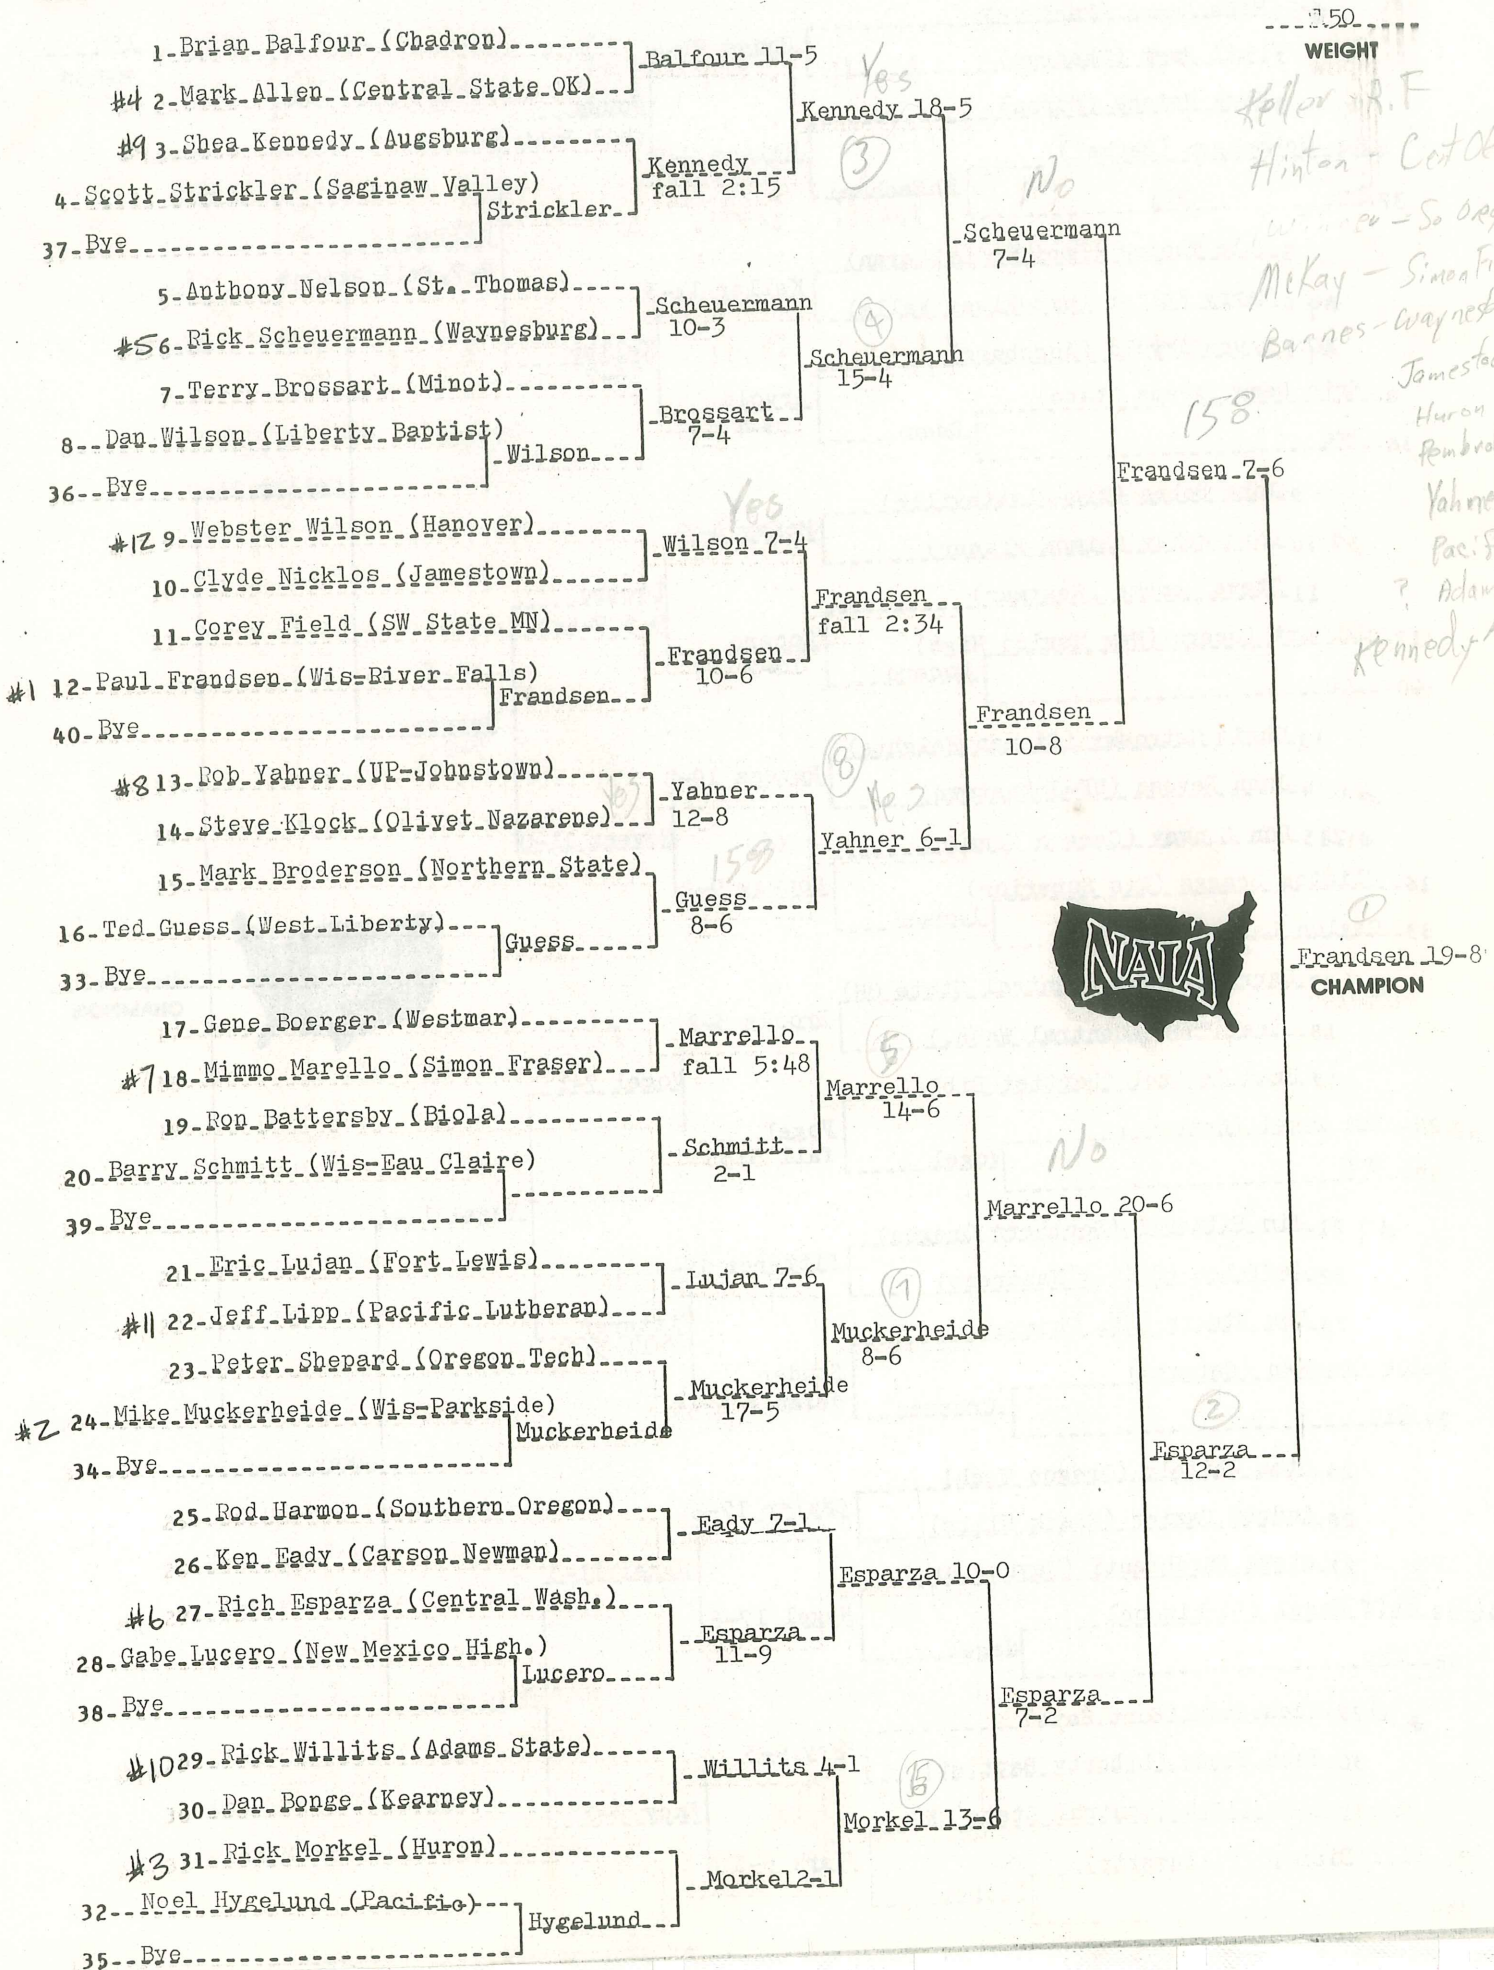 150
WEIGHT
1-Brian Balfour (Chadron)
Balfour 11-5
#4 2-Mark Allen (Central State OK)
Yes
Kennedy 18-5
#9 3-Shea Kennedy (Augsburg)
3
Kennedy
fall 2:15
4-Scott Strickler (Saginaw Valley)
Strickler
37-Bye
No
Scheuermann
7-4
5-Anthony Nelson (St. Thomas)
Scheuermann
10-3
#5 6-Rick Scheuermann (Waynesburg)
4
Scheuermann
15-4
7-Terry Brossart (Minot)
Brossart
7-4
8--Dan Wilson (Liberty Baptist)
Wilson
36--Bye
Keller R.F
Hinton - Cent
- So
McKay - Simon
Barnes-
158
Huron
? Adam
Kennedy
Frandsen 7-6
Yes
#12 9-Webster Wilson (Hanover)
Wilson 7-4
10-Clyde Nicklos (Jamestown)
Frandsen
fall 2:34
11-Corey Field (SW State MN)
Frandsen
10-6
#1 12-Paul Frandsen (Wis-River Falls)
Frandsen
40-Bye
Frandsen
10-8
#8 13-Rob Yahner (UP-Johnstown)
8
Yahner
12-8
14-Steve Klock (Olivet Nazarene)
Yahner 6-1
158
15-Mark Broderson (Northern State)
Guess
8-6
16-Ted Guess (West Liberty)
Guess
33-Bye
NAIA
1
Frandsen 19-8
CHAMPION
17-Gene Boerger (Westmar)
Marrello
fall 5:48
#7 18-Mimmo Marello (Simon Fraser)
5
Marrello
14-6
19-Ron Battersby (Biola)
Schmitt
2-1
20-Barry Schmitt (Wis-Eau Claire)
39-Bye
No
Marrello 20-6
21-Eric Lujan (Fort Lewis)
Lujan 7-6
#11 22-Jeff Lipp (Pacific Lutheran)
Muckerheide
8-6
23-Peter Shepard (Oregon Tech)
Muckerheide
17-5
#2 24-Mike Muckerheide (Wis-Parkside)
Muckerheide
34-Bye
2
Esparza
12-2
25-Rod Harmon (Southern Oregon)
Eady 7-1
26-Ken Eady (Carson Newman)
Esparza 10-0
#6 27-Rich Esparza (Central Wash.)
Esparza
11-9
28-Gabe Lucero (New Mexico High.)
Lucero
38-Bye
Esparza
7-2
#10 29-Rick Willits (Adams State)
Willits 4-1
30-Dan Bonge (Kearney)
Morkel 13-6
#3 31-Rick Morkel (Huron)
Morkel2-1
32--Noel Hygelund (Pacific)
Hygelund
35--Bye